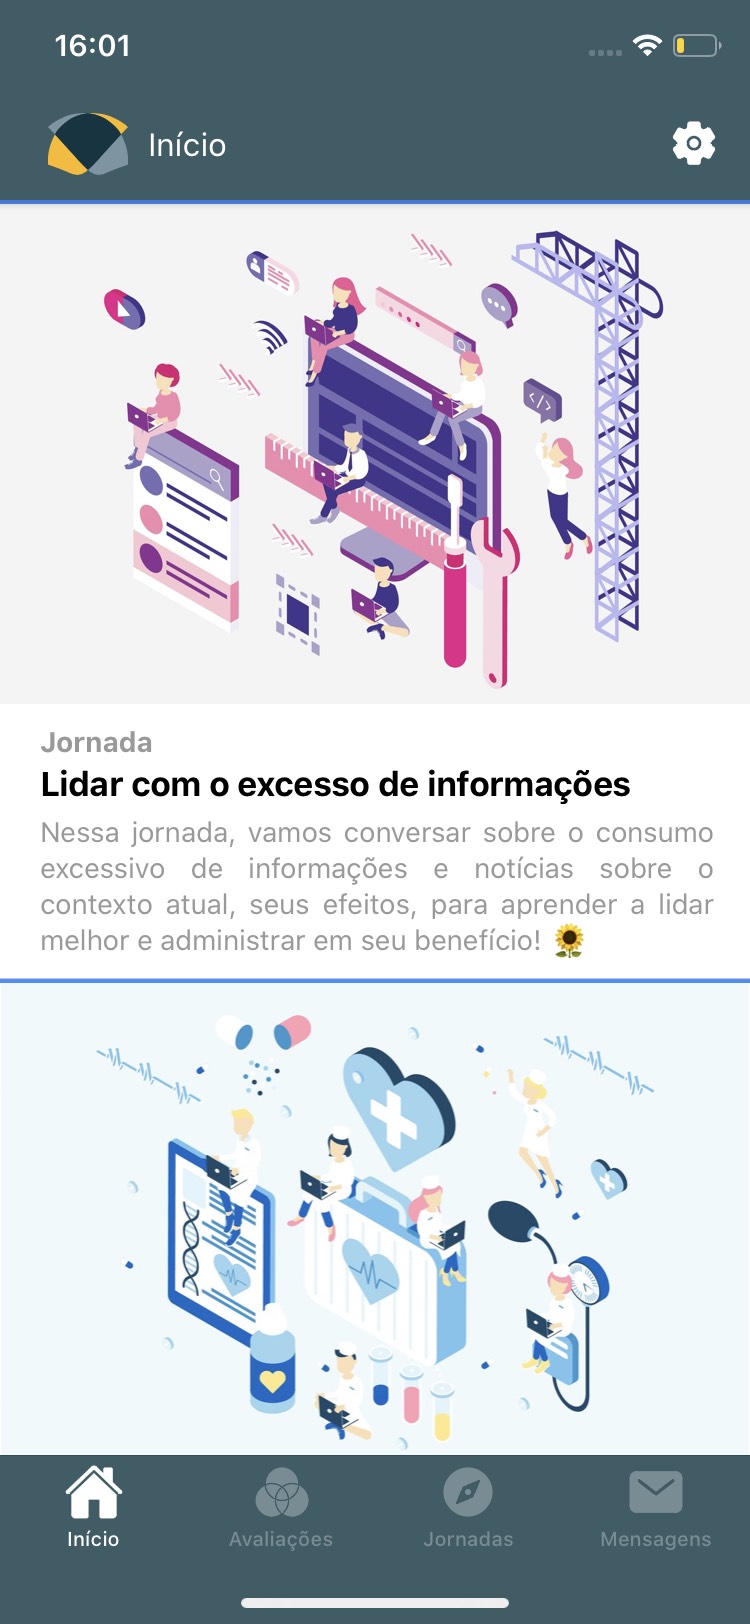 16:01
Início
Jornada
Lidar com o excesso de informações
Nessa jornada, vamos conversar sobre o consumo
excessivo de informações e notícias sobre o
contexto atual, seus efeitos, para aprender a lidar
melhor e administrar em seu benefício! 🌻
Início
Avaliações
Jornadas
Mensagens